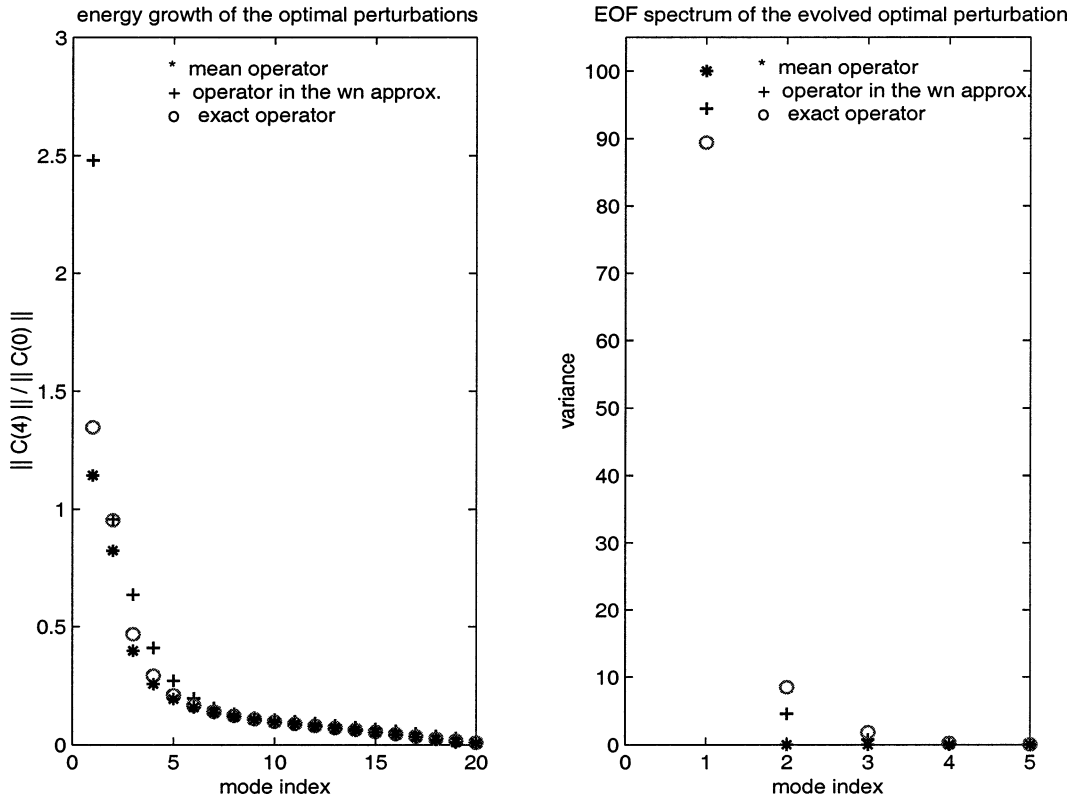 energy growth of the optimal perturbations
3
2.5
2
1.5
1
0.5
0
* mean operator
+ operator in the wn approx.
o exact operator
|| C(4) || / || C(0) ||
0 5 10 15 20
mode index
EOF spectrum of the evolved optimal perturbation
100
90
80
70
60
50
40
30
20
10
0
* mean operator
+ operator in the wn approx.
o exact operator
variance
0 1 2 3 4 5
mode index